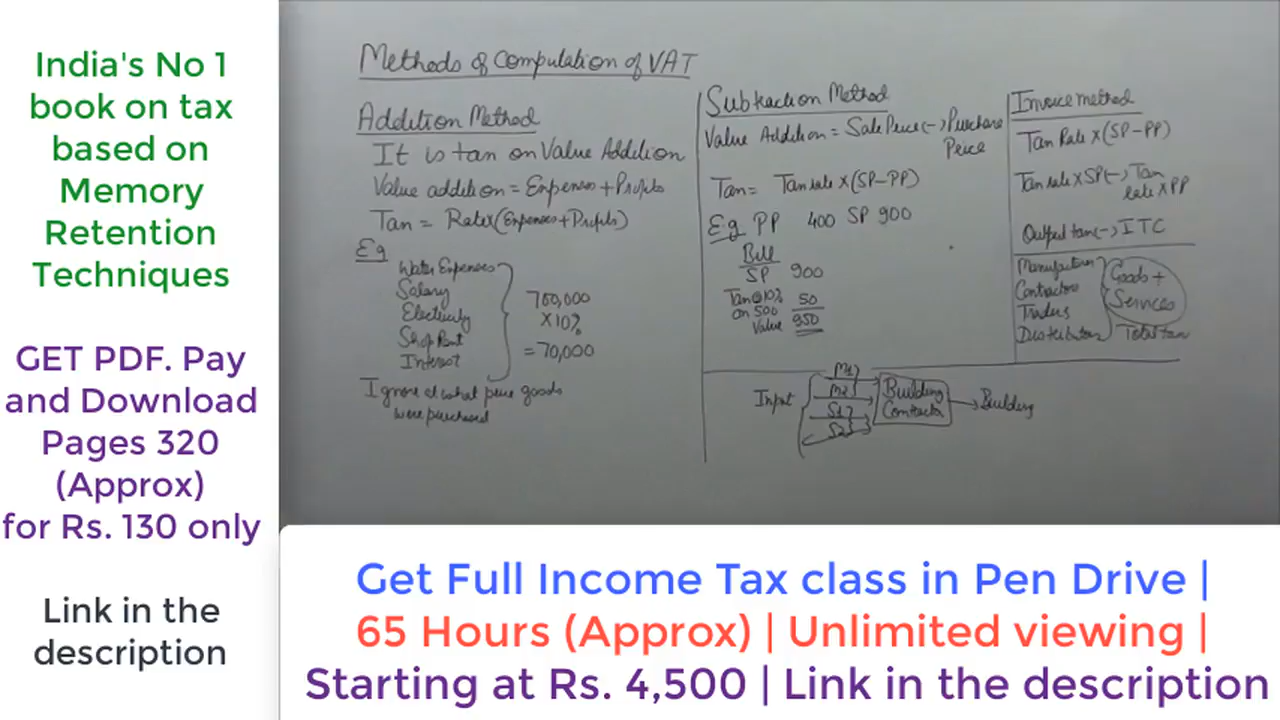 India's No 1
book on tax
based on
Memory
Retention
Techniques
GET PDF. Pay
and Download
Pages 320
(Approx)
for Rs. 130 only
Link in the
description
Methods of Computation of VAT
Addition Method
It is tax on Value Addition
Value addition = Expenses + Profits
Tax = Rate x (Expenses + Profits)
Eg
Water Expenses
Salary
Electricity
Shop Rent
Interest
700,000
X10%
= 70,000
Ignore at what price goods
were purchased
Subtraction Method
Value Addition = Sale Price (-) Purchase
Price
Tax = Tax rate x (SP-PP)
Eg PP 400 SP 900
Bill
SP 900
Tax @ 10% 50
on 500
Value 950
Invoice method
Tax Rate x (SP-PP)
Tax rate x SP (-) Tax
rate x PP
Output tax (-) ITC
Manufacturer
Contractors
Traders
Distributor
Goods +
Services
Total tax
Input
M1
M2
S1
S2
Building
Contractor
Building
Get Full Income Tax class in Pen Drive |
65 Hours (Approx) | Unlimited viewing |
Starting at Rs. 4,500 | Link in the description